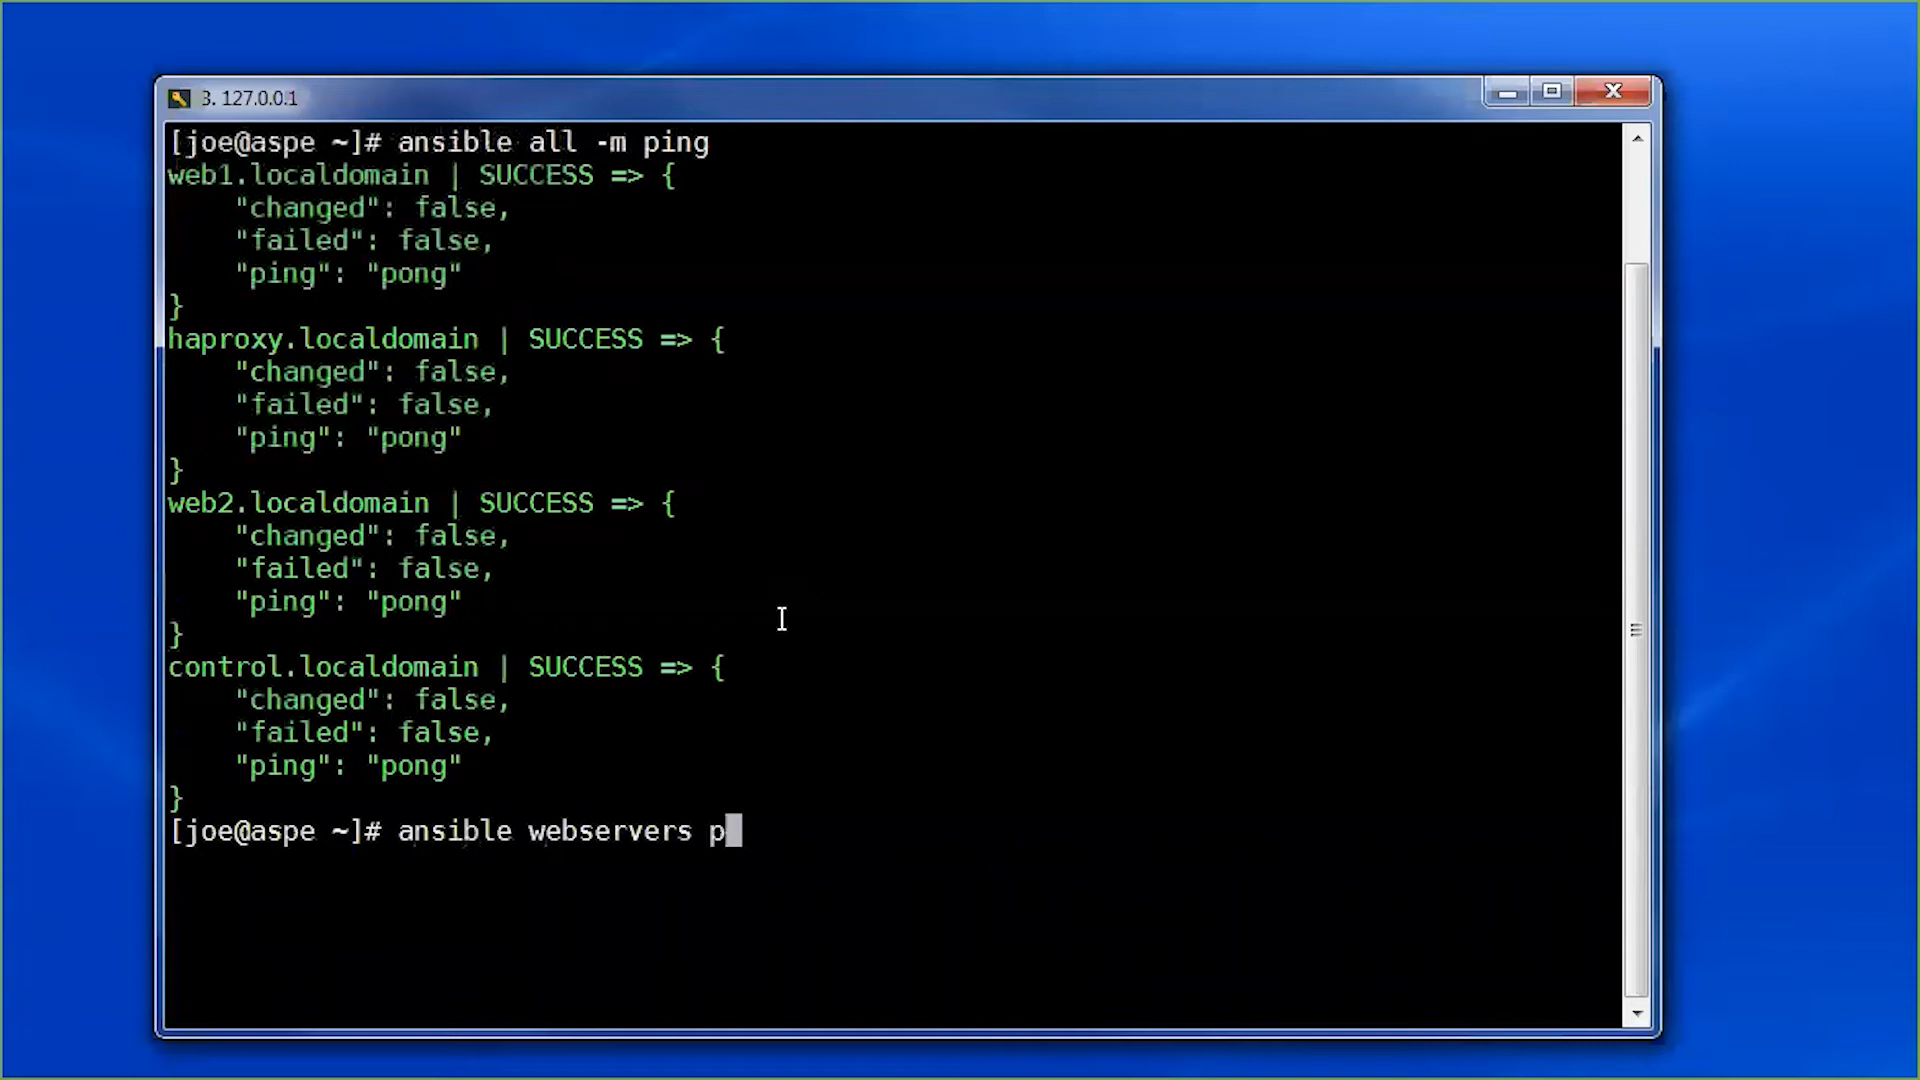 3. 127.0.0.1
[joe@aspe ~]# ansible all -m ping
web1.localdomain | SUCCESS => {
    "changed": false,
    "failed": false,
    "ping": "pong"
}
haproxy.localdomain | SUCCESS => {
    "changed": false,
    "failed": false,
    "ping": "pong"
}
web2.localdomain | SUCCESS => {
    "changed": false,
    "failed": false,
    "ping": "pong"
}
control.localdomain | SUCCESS => {
    "changed": false,
    "failed": false,
    "ping": "pong"
}
[joe@aspe ~]# ansible webservers p